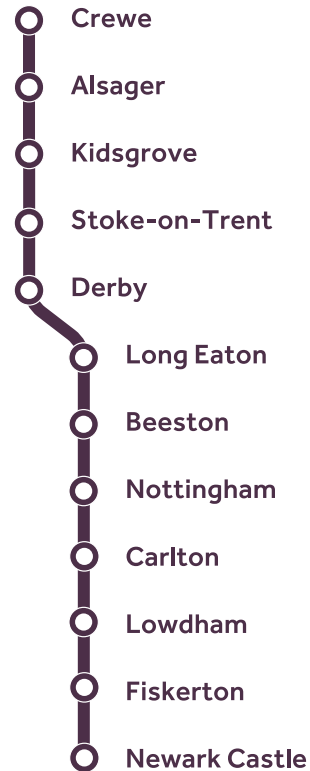 Crewe
Alsager
Kidsgrove
Stoke-on-Trent
Derby
Long Eaton
Beeston
Nottingham
Carlton
Lowdham
Fiskerton
Newark Castle